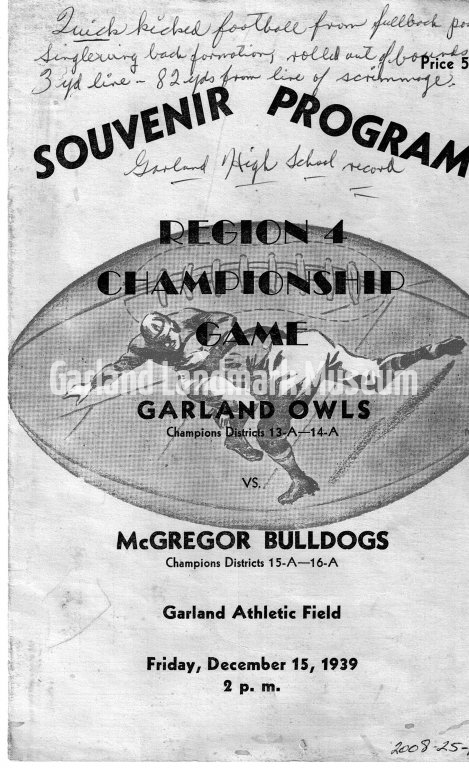 Quick kicked football from fullback
Singlewing back formation, rolled out of bounds
3 yd line - 82 yds from line of scrimmage.
Price 5
SOUVENIR PROGRAM
Garland High School record
REGION 4
CHAMPIONSHIP
GAME
Garland Landmark Museum
GARLAND OWLS
Champions Districts 13-A—14-A
VS.
McGREGOR BULLDOGS
Champions Districts 15-A—16-A
Garland Athletic Field
Friday, December 15, 1939
2 p. m.
2008-25-